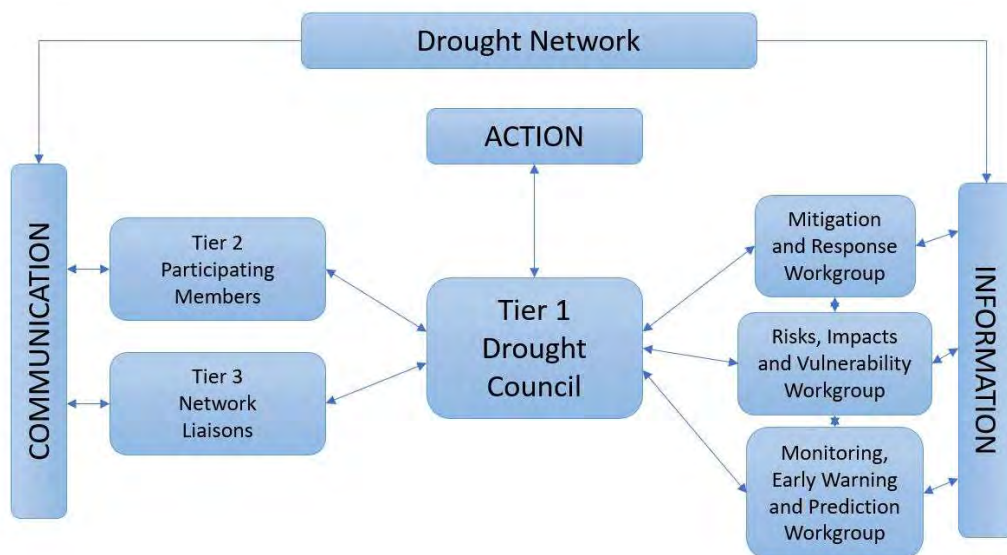 Drought Network
ACTION
COMMUNICATION
Tier 2
Participating
Members
Tier 3
Network
Liaisons
Tier 1
Drought
Council
Mitigation
and Response
Workgroup
Risks, Impacts
and Vulnerability
Workgroup
Monitoring,
Early Warning
and Prediction
Workgroup
INFORMATION